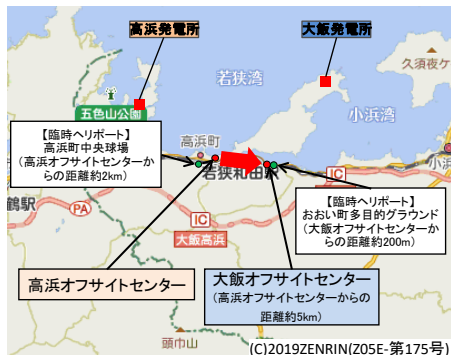 高浜発電所
大飯発電所
若狭湾
久須夜ケ
五色山公園
小浜湾
【臨時ヘリポート】
高浜町中央球場
(高浜オフサイトセンターか
らの距離約2km)
高浜町
若狭和田駅
小浜
鶴駅
PA
IC
大飯高浜
IC
【臨時ヘリポート】
おおい町多目的グラウンド
(大飯オフサイトセンターか
らの距離約200m)
高浜オフサイトセンター
大飯オフサイトセンター
(高浜オフサイトセンターからの
距離約5km)
頭巾山
(C)2019ZENRIN(Z05E-第175号)